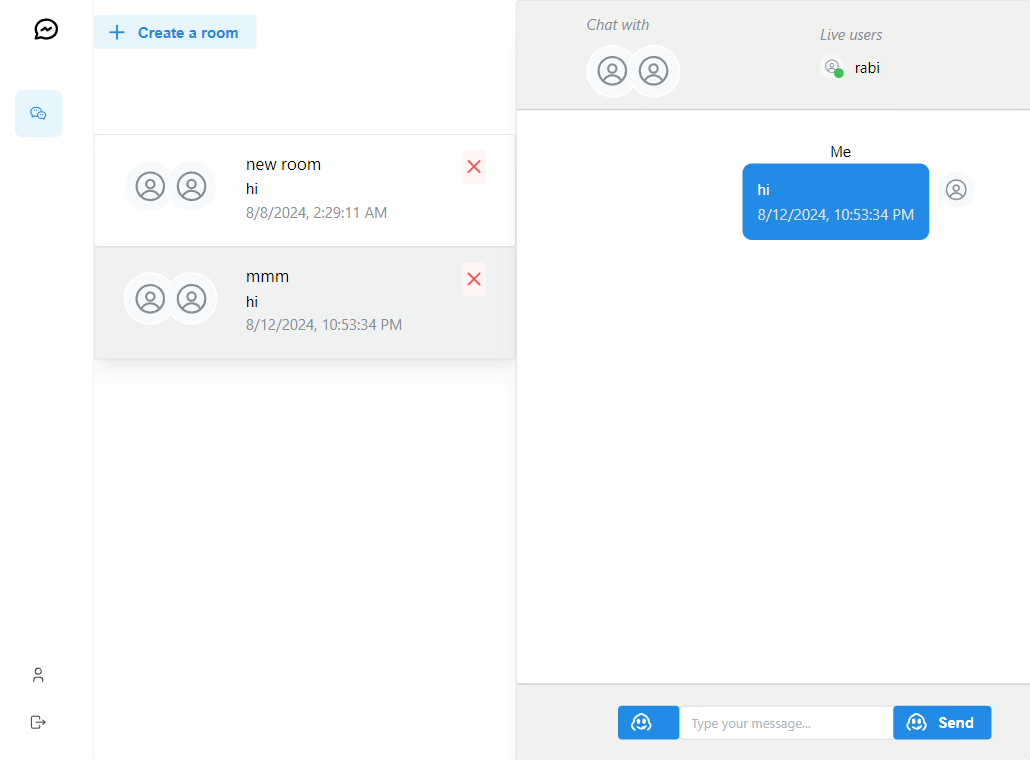 Create a room
new room
hi
8/8/2024, 2:29:11 AM
mmm
hi
8/12/2024, 10:53:34 PM
Chat with
Live users
rabi
Me
hi
8/12/2024, 10:53:34 PM
Type your message...
Send